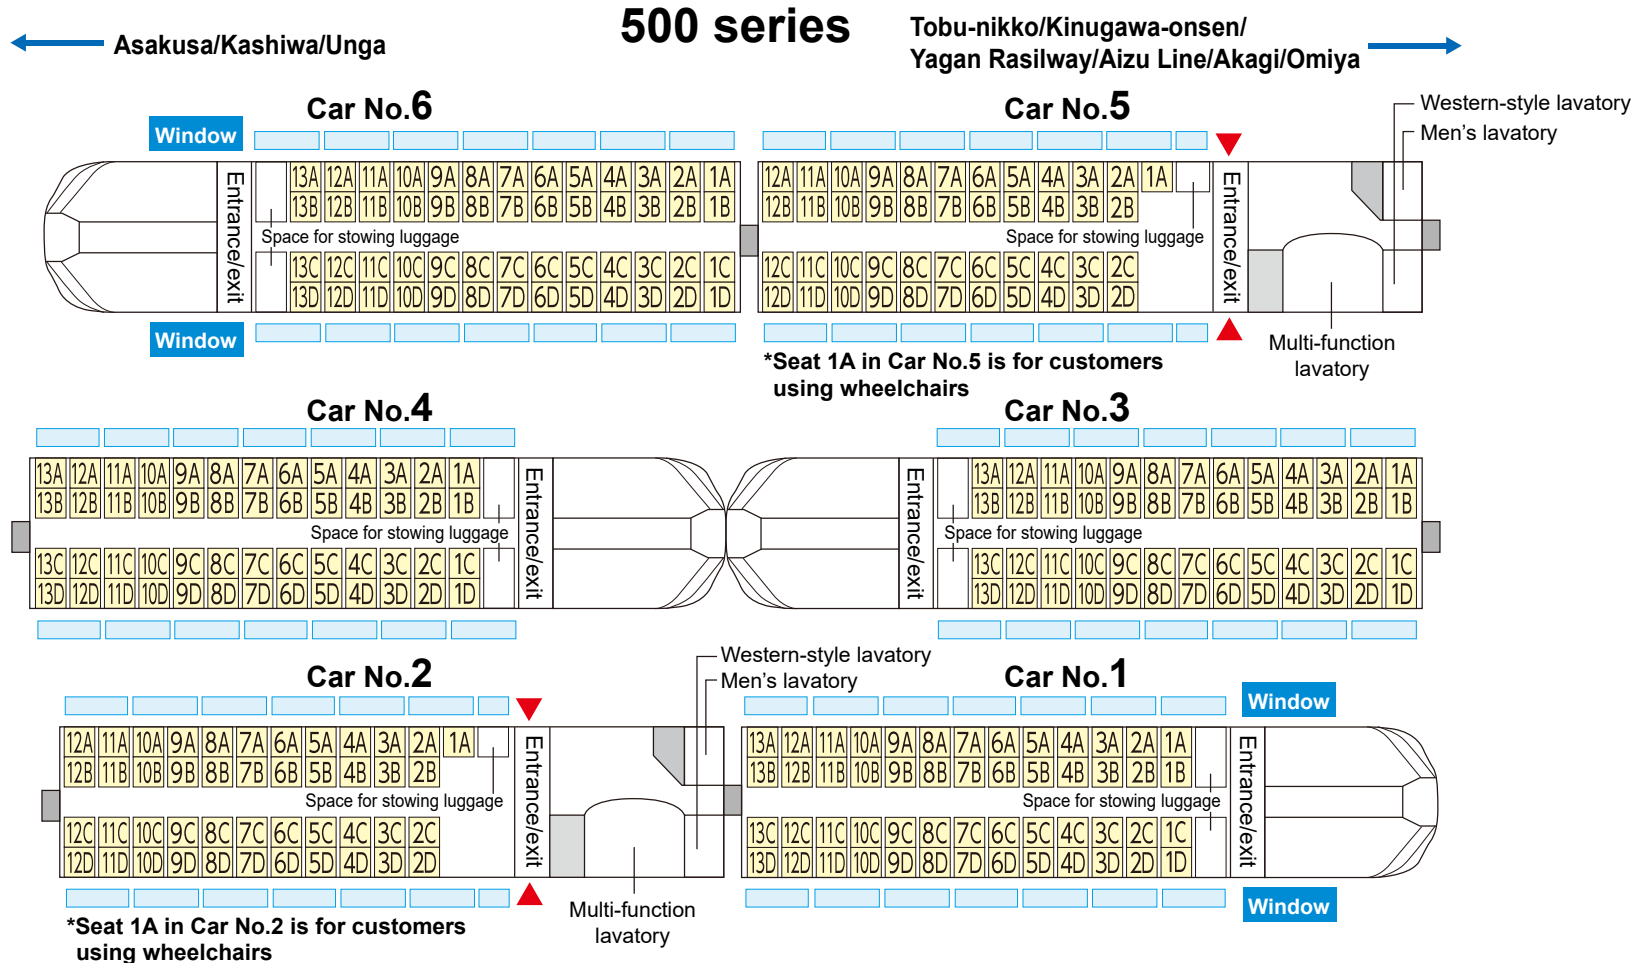 500 series
Asakusa/Kashiwa/Unga
Tobu-nikko/Kinugawa-onsen/
Yagan Rasilway/Aizu Line/Akagi/Omiya
Car No.6
Car No.5
Western-style lavatory
Men's lavatory
Window
Entrance/exit
13A 12A 11A 10A 9A 8A 7A 6A 5A 4A 3A 2A 1A
13B 12B 11B 10B 9B 8B 7B 6B 5B 4B 3B 2B 1B
Space for stowing luggage
13C 12C 11C 10C 9C 8C 7C 6C 5C 4C 3C 2C 1C
13D 12D 11D 10D 9D 8D 7D 6D 5D 4D 3D 2D 1D
Window
12A 11A 10A 9A 8A 7A 6A 5A 4A 3A 2A 1A
12B 11B 10B 9B 8B 7B 6B 5B 4B 3B 2B
Space for stowing luggage
12C 11C 10C 9C 8C 7C 6C 5C 4C 3C 2C
12D 11D 10D 9D 8D 7D 6D 5D 4D 3D 2D
Entrance/exit
Multi-function
lavatory
*Seat 1A in Car No.5 is for customers
using wheelchairs
Car No.4
Car No.3
13A 12A 11A 10A 9A 8A 7A 6A 5A 4A 3A 2A 1A
13B 12B 11B 10B 9B 8B 7B 6B 5B 4B 3B 2B 1B
Space for stowing luggage
13C 12C 11C 10C 9C 8C 7C 6C 5C 4C 3C 2C 1C
13D 12D 11D 10D 9D 8D 7D 6D 5D 4D 3D 2D 1D
Entrance/exit
Entrance/exit
13A 12A 11A 10A 9A 8A 7A 6A 5A 4A 3A 2A 1A
13B 12B 11B 10B 9B 8B 7B 6B 5B 4B 3B 2B 1B
Space for stowing luggage
13C 12C 11C 10C 9C 8C 7C 6C 5C 4C 3C 2C 1C
13D 12D 11D 10D 9D 8D 7D 6D 5D 4D 3D 2D 1D
Car No.2
Western-style lavatory
Men's lavatory
Car No.1
Window
12A 11A 10A 9A 8A 7A 6A 5A 4A 3A 2A 1A
12B 11B 10B 9B 8B 7B 6B 5B 4B 3B 2B
Space for stowing luggage
12C 11C 10C 9C 8C 7C 6C 5C 4C 3C 2C
12D 11D 10D 9D 8D 7D 6D 5D 4D 3D 2D
Entrance/exit
Multi-function
lavatory
*Seat 1A in Car No.2 is for customers
using wheelchairs
13A 12A 11A 10A 9A 8A 7A 6A 5A 4A 3A 2A 1A
13B 12B 11B 10B 9B 8B 7B 6B 5B 4B 3B 2B 1B
Space for stowing luggage
13C 12C 11C 10C 9C 8C 7C 6C 5C 4C 3C 2C 1C
13D 12D 11D 10D 9D 8D 7D 6D 5D 4D 3D 2D 1D
Entrance/exit
Window